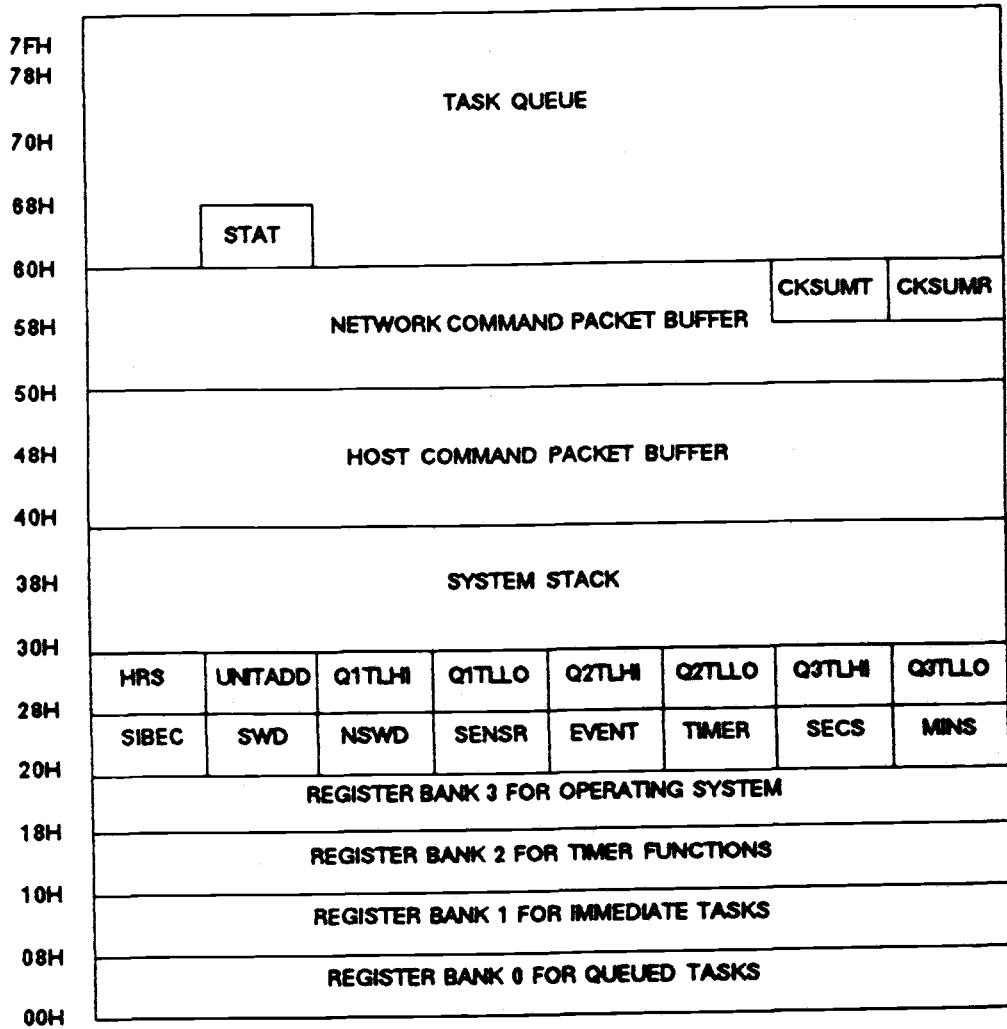 7FH
78H
TASK QUEUE
70H
68H
STAT
60H
CKSUMT CKSUMR
58H
NETWORK COMMAND PACKET BUFFER
50H
48H
HOST COMMAND PACKET BUFFER
40H
38H
SYSTEM STACK
30H
HRS UNITADD Q1TLHI Q1TLLO Q2TLHI Q2TLLO Q3TLHI Q3TLLO
28H
SIBEC SWD NSWD SENSR EVENT TIMER SECS MINS
20H
REGISTER BANK 3 FOR OPERATING SYSTEM
18H
REGISTER BANK 2 FOR TIMER FUNCTIONS
10H
REGISTER BANK 1 FOR IMMEDIATE TASKS
08H
REGISTER BANK 0 FOR QUEUED TASKS
00H